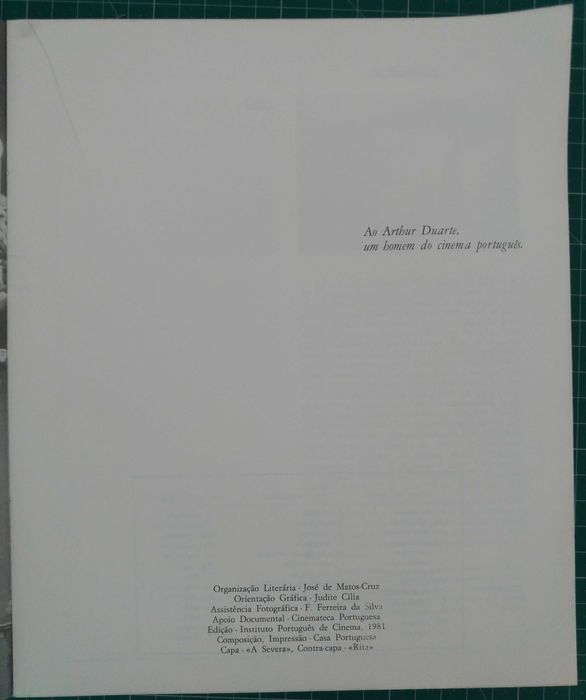 Ao Arthur Duarte,
um homem do cinema português.
Organização Literária - José de Matos-Cruz
Orientação Gráfica - Judite Cília
Assistência Fotográfica - F. Ferreira da Silva
Apoio Documental - Cinemateca Portuguesa
Edição - Instituto Português de Cinema, 1981
Composição, Impressão - Casa Portuguesa
Capa - «A Severa», Contra-capa - «Rita»